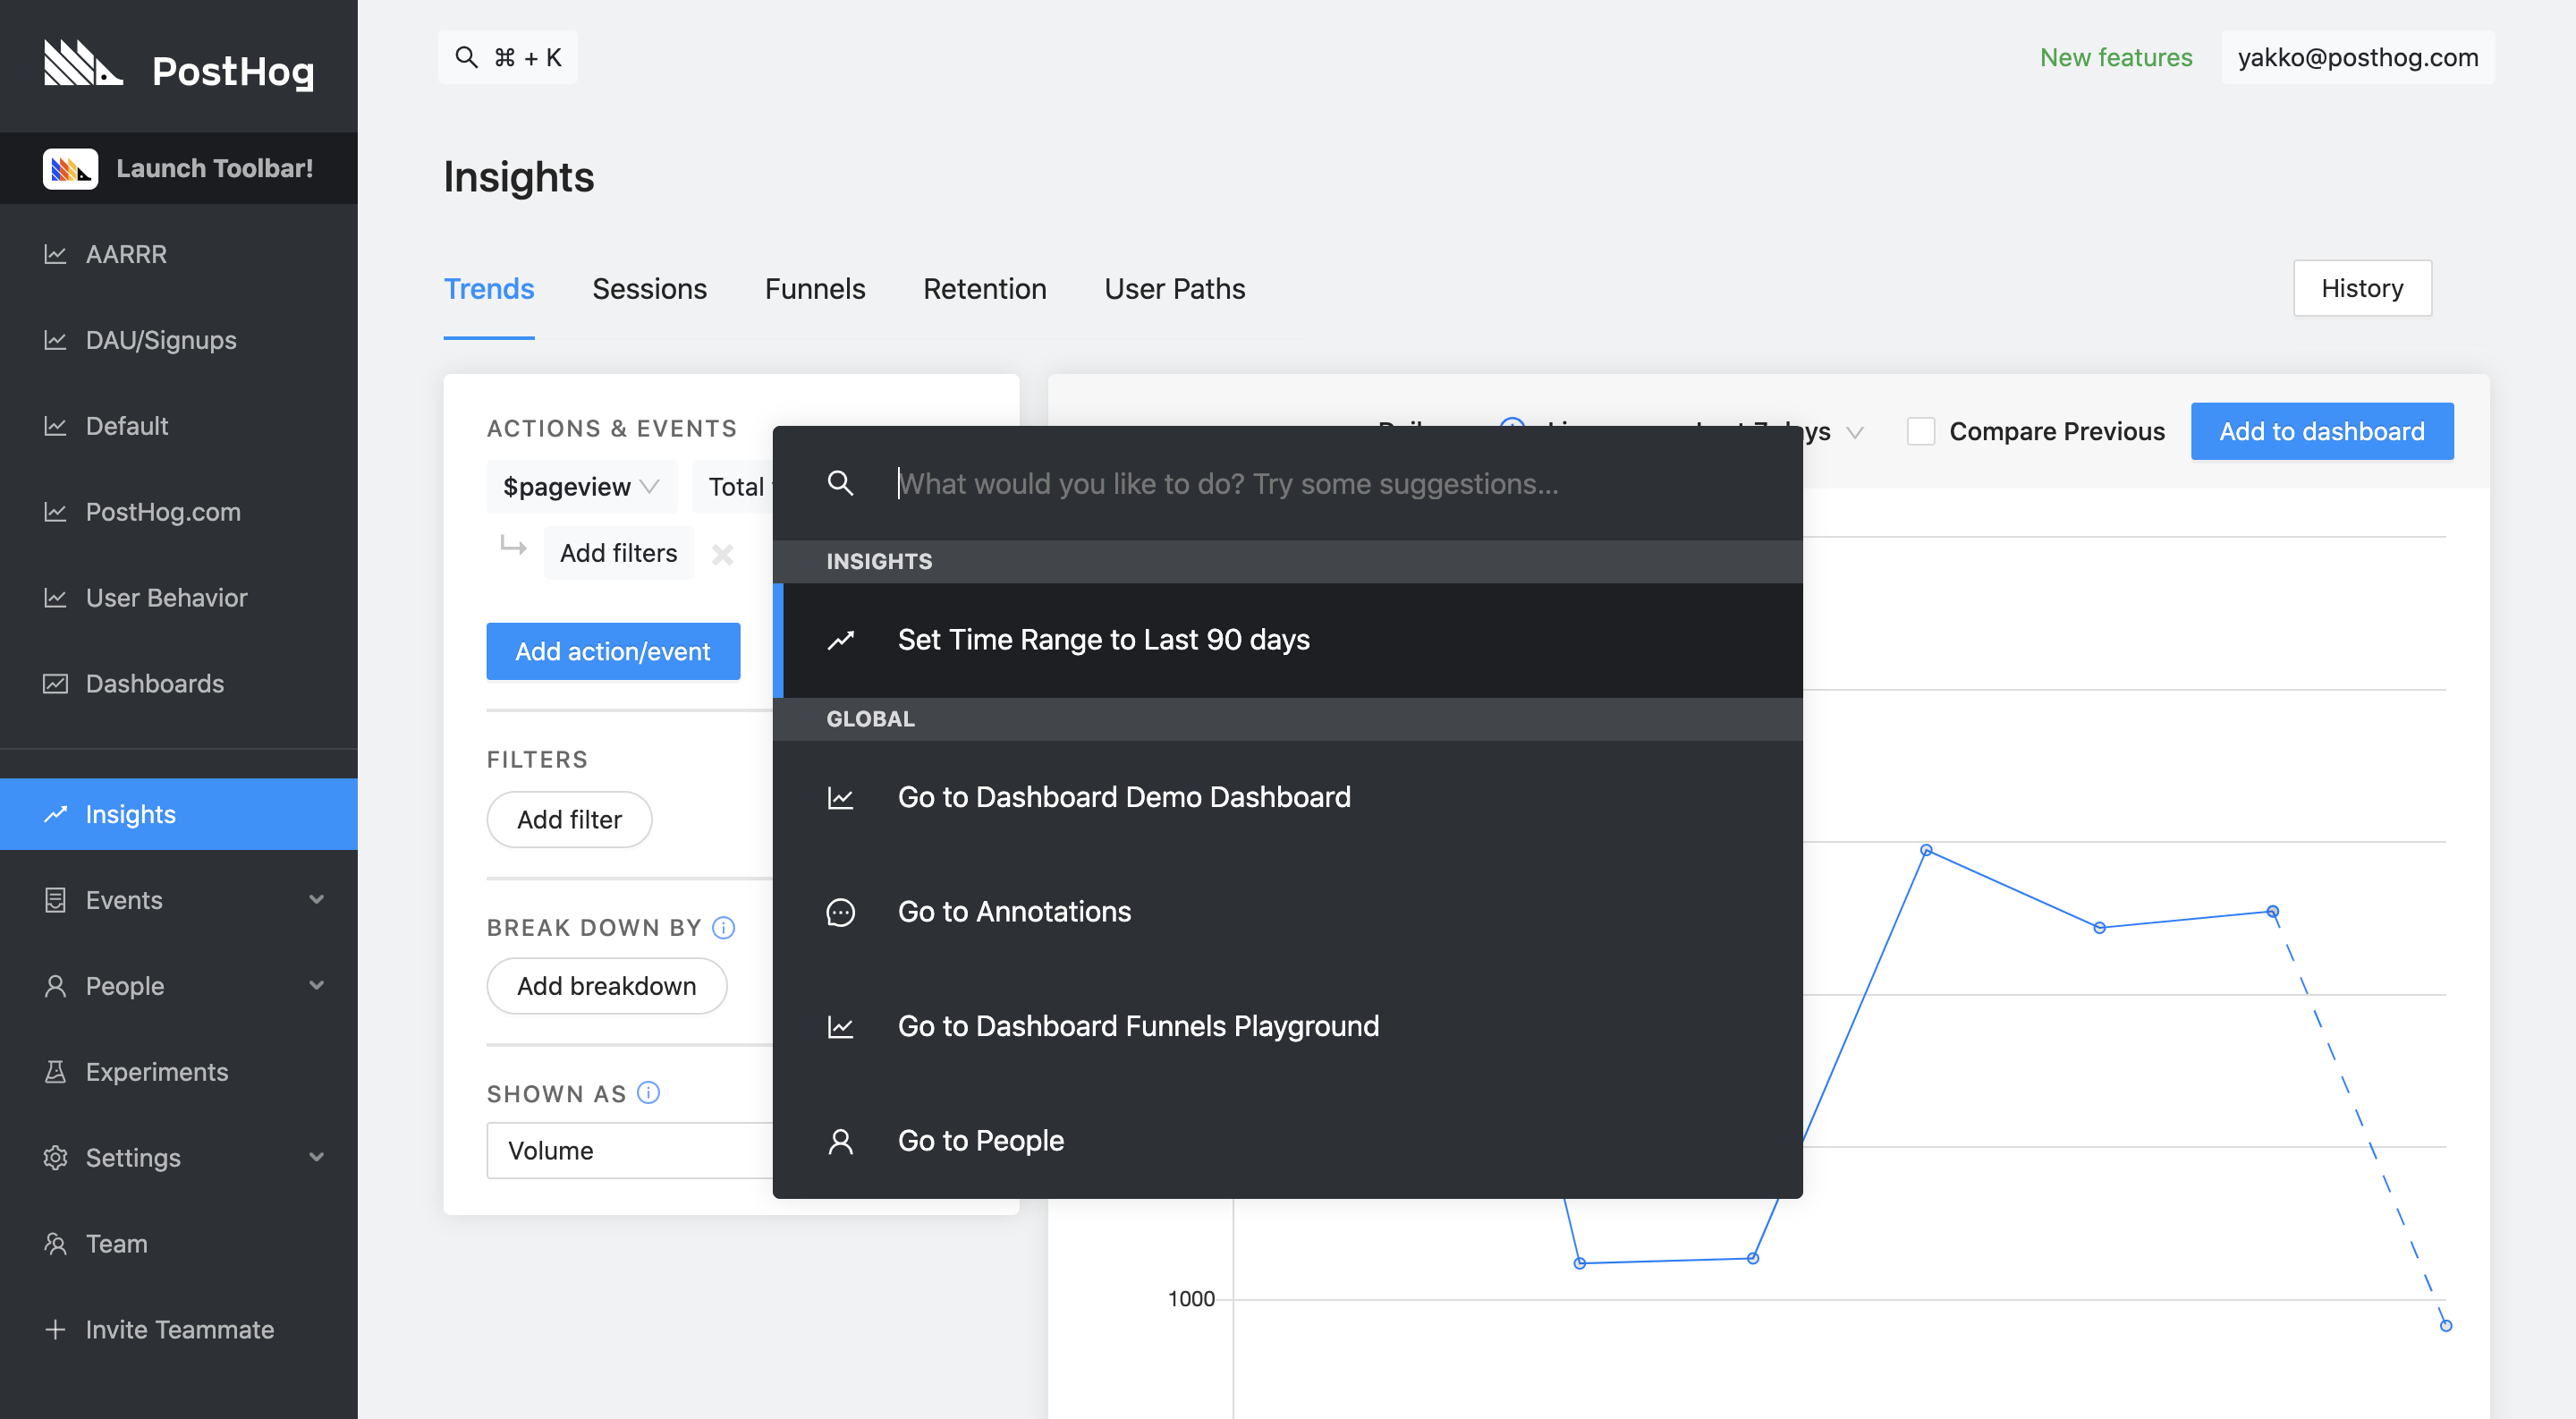 PostHog
Launch Toolbar!
AARRR
DAU/Signups
Default
PostHog.com
User Behavior
Dashboards
Insights
Events
People
Experiments
Settings
Team
Invite Teammate
⌘ + K
New features
yakko@posthog.com
Insights
Trends Sessions Funnels Retention User Paths
History
ACTIONS & EVENTS
$pageview
Total
Add filters
Add action/event
FILTERS
Add filter
BREAK DOWN BY
Add breakdown
SHOWN AS
Volume
Compare Previous
Add to dashboard
What would you like to do? Try some suggestions...
INSIGHTS
Set Time Range to Last 90 days
GLOBAL
Go to Dashboard Demo Dashboard
Go to Annotations
Go to Dashboard Funnels Playground
Go to People
1000